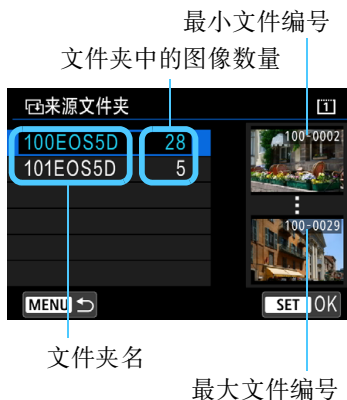 最小文件编号
文件夹中的图像数量
来源文件夹 [1]
100EOS5D 28
101EOS5D 5
100-0002
100-0029
MENU SET OK
文件夹名
最大文件编号